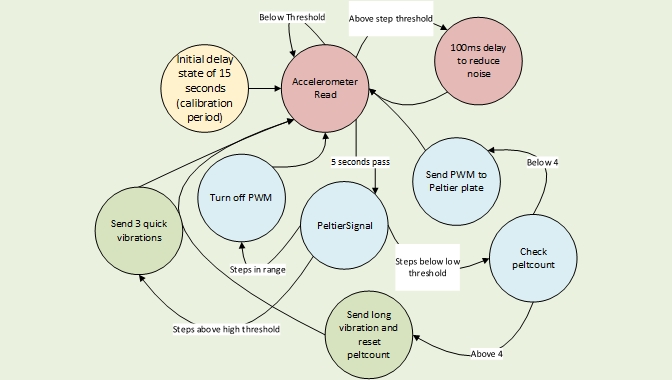 Below Threshold
Above step threshold
100ms delay
to reduce
noise
Initial delay
state of 15
seconds
(calibration
period)
Accelerometer
Read
5 seconds pass
Send PWM to
Peltier plate
Below 4
Turn off PWM
PeltierSignal
Send 3 quick
vibrations
Check
peltcount
Steps in range
Steps below low
threshold
Steps above high threshold
Send long
vibration and
reset
peltcount
Above 4